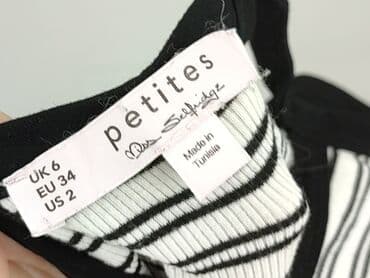 petites
Miss Selfridge
UK 6
EU 34
US 2
Made in
Tunisia